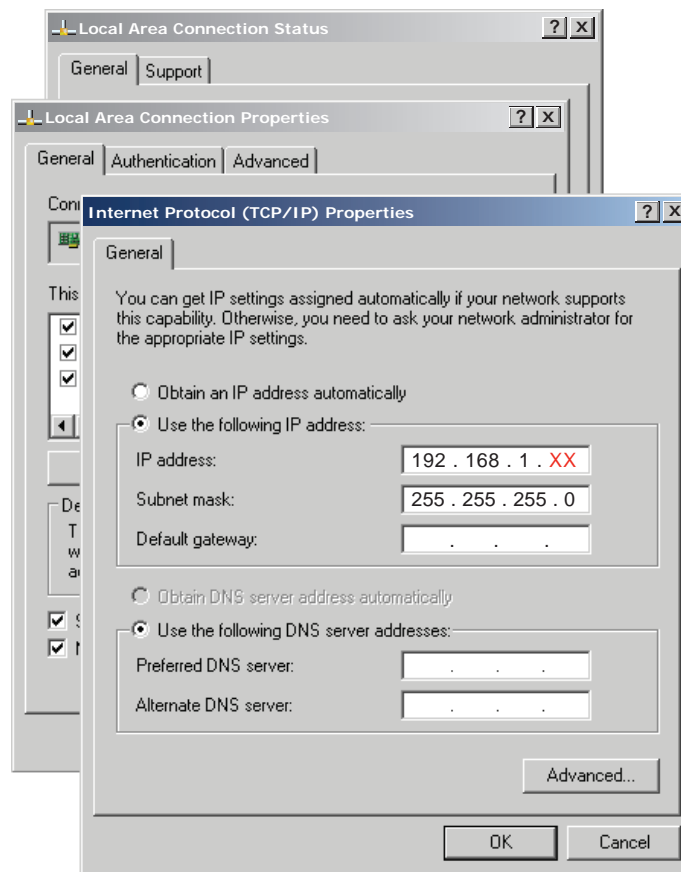 Local Area Connection Status
General Support
Local Area Connection Properties
General Authentication Advanced
Internet Protocol (TCP/IP) Properties
General
This
You can get IP settings assigned automatically if your network supports
this capability. Otherwise, you need to ask your network administrator for
the appropriate IP settings.
Obtain an IP address automatically
Use the following IP address:
IP address: 192 . 168 . 1 . XX
Subnet mask: 255 . 255 . 255 . 0
Default gateway: . . .
Obtain DNS server address automatically
Use the following DNS server addresses:
Preferred DNS server: . . .
Alternate DNS server: . . .
Advanced...
OK Cancel